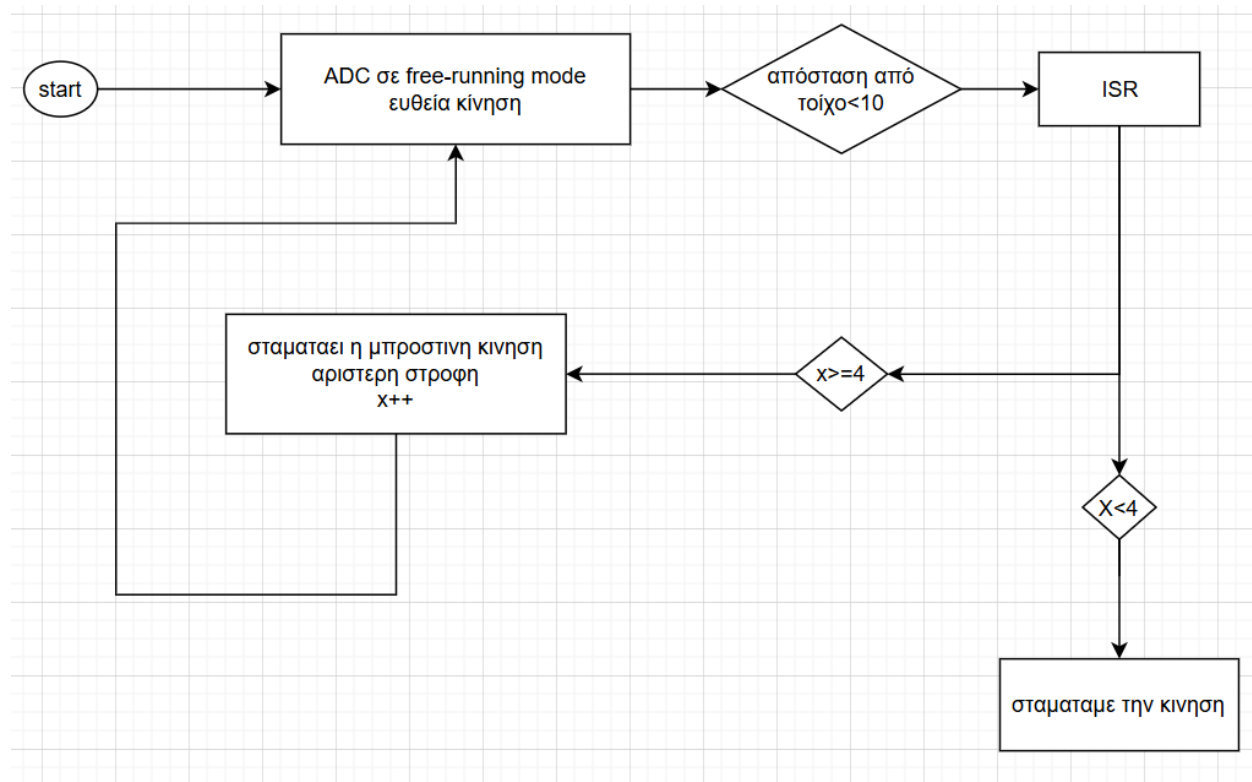 start
ADC σε free-running mode
ευθεία κίνηση
απόσταση από
τοίχο<10
ISR
σταματαει η μπροστινη κινηση
αριστερη στροφη
x++
x>=4
X<4
σταματαμε την κινηση